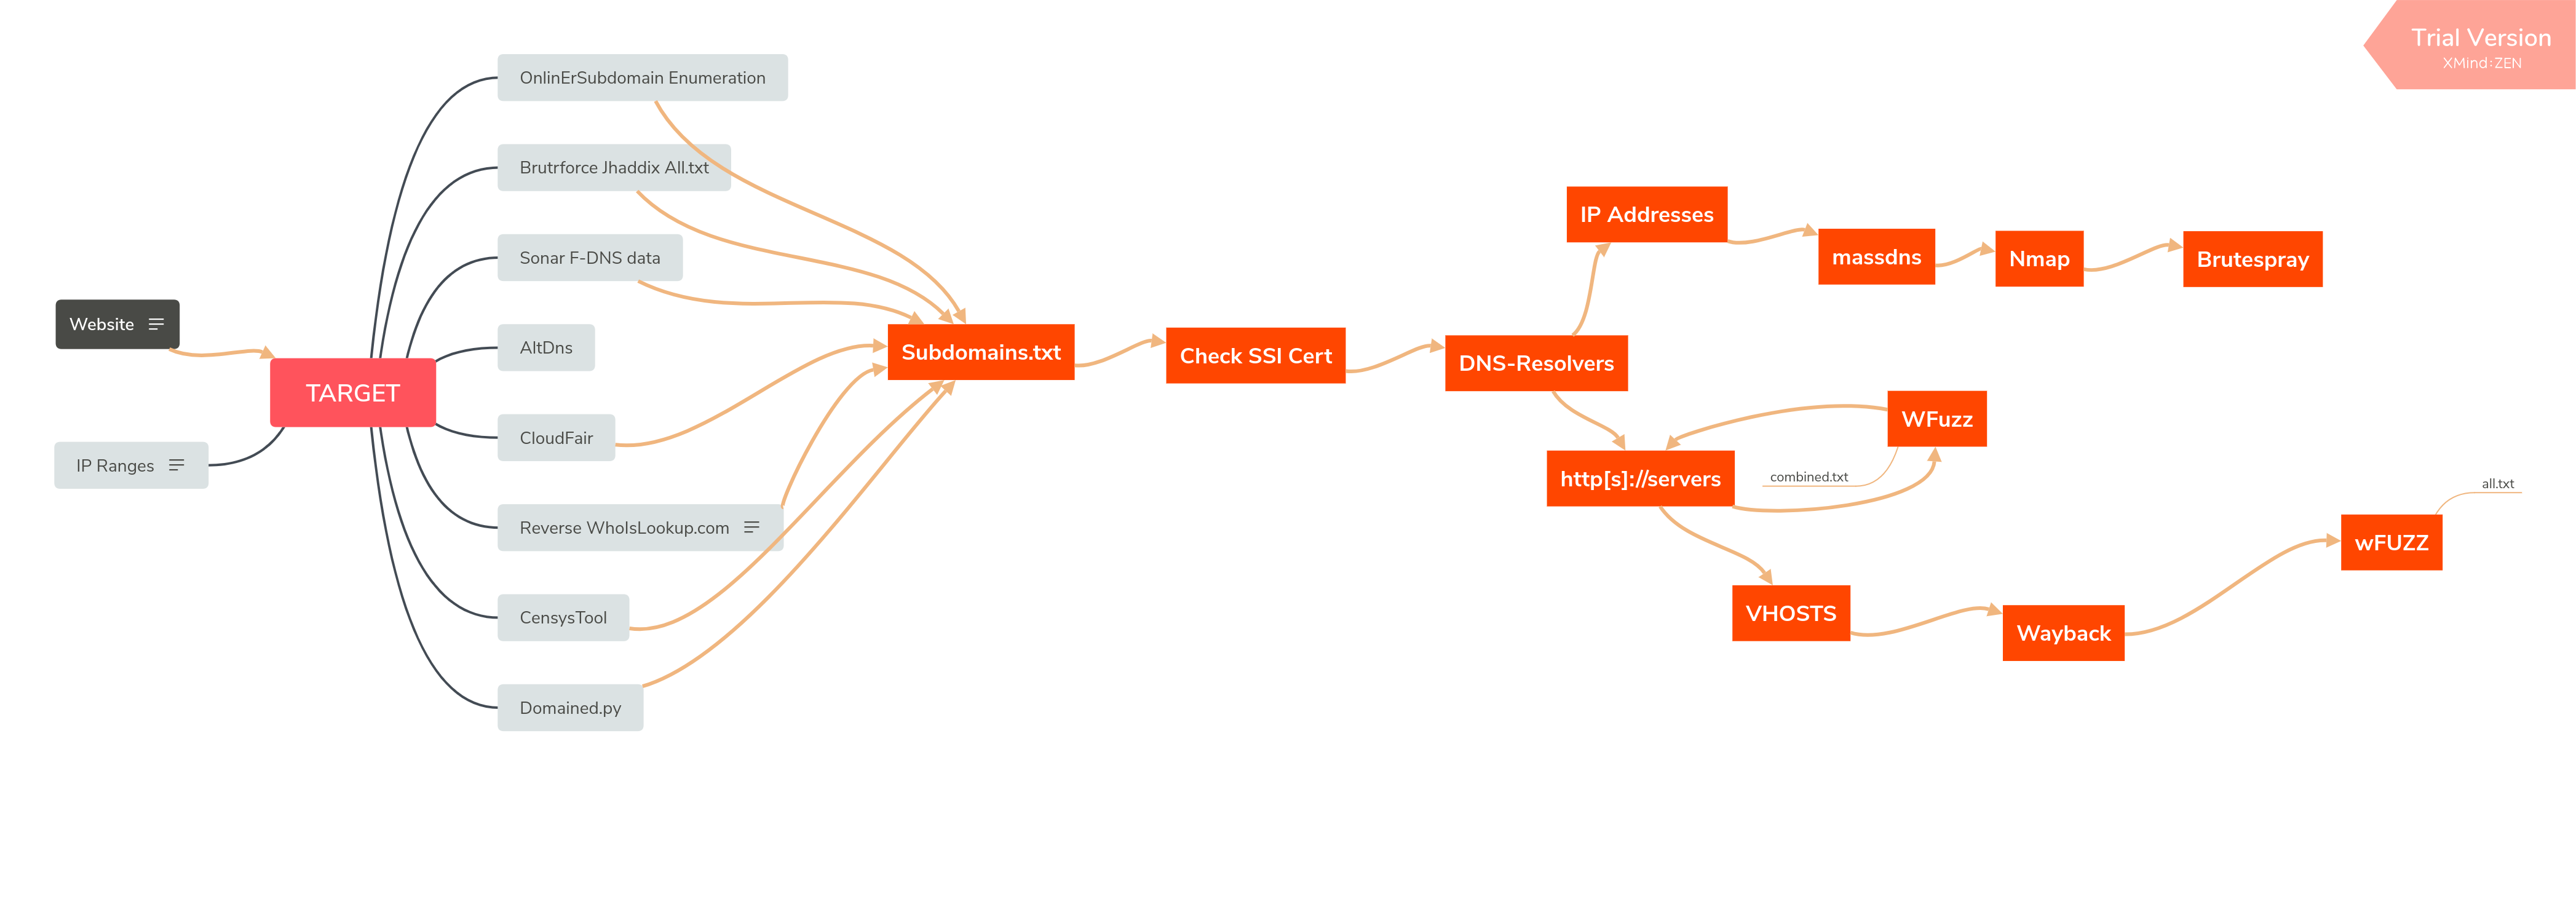 Trial Version
XMind:ZEN
OnlinErSubdomain Enumeration
Brutrforce Jhaddix All.txt
Sonar F-DNS data
AltDns
CloudFair
Reverse WhoIsLookup.com
CensysTool
Domained.py
Website
TARGET
IP Ranges
Subdomains.txt
Check SSI Cert
DNS-Resolvers
IP Addresses
massdns
Nmap
Brutespray
WFuzz
combined.txt
http[s]://servers
VHOSTS
Wayback
wFUZZ
all.txt